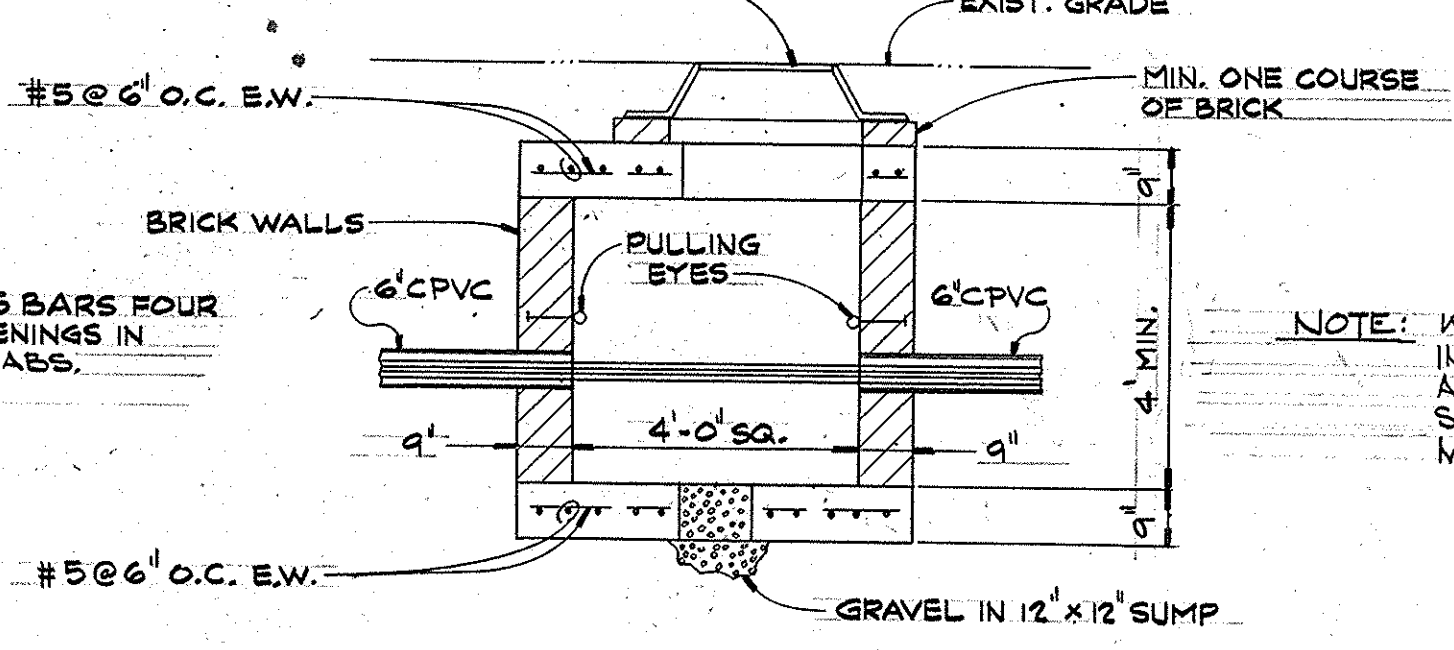 EXIST. GRADE
#5 @ 6" O.C. E.W.
MIN. ONE COURSE
OF BRICK
9"
BRICK WALLS
PULLING
EYES
6" CPVC
6" CPVC
BARS FOUR
ENINGS IN
ABS.
4' MIN.
NOTE:
IN
9"
4'-0" SQ.
9"
9"
#5 @ 6" O.C. E.W.
GRAVEL IN 12" x 12" SUMP